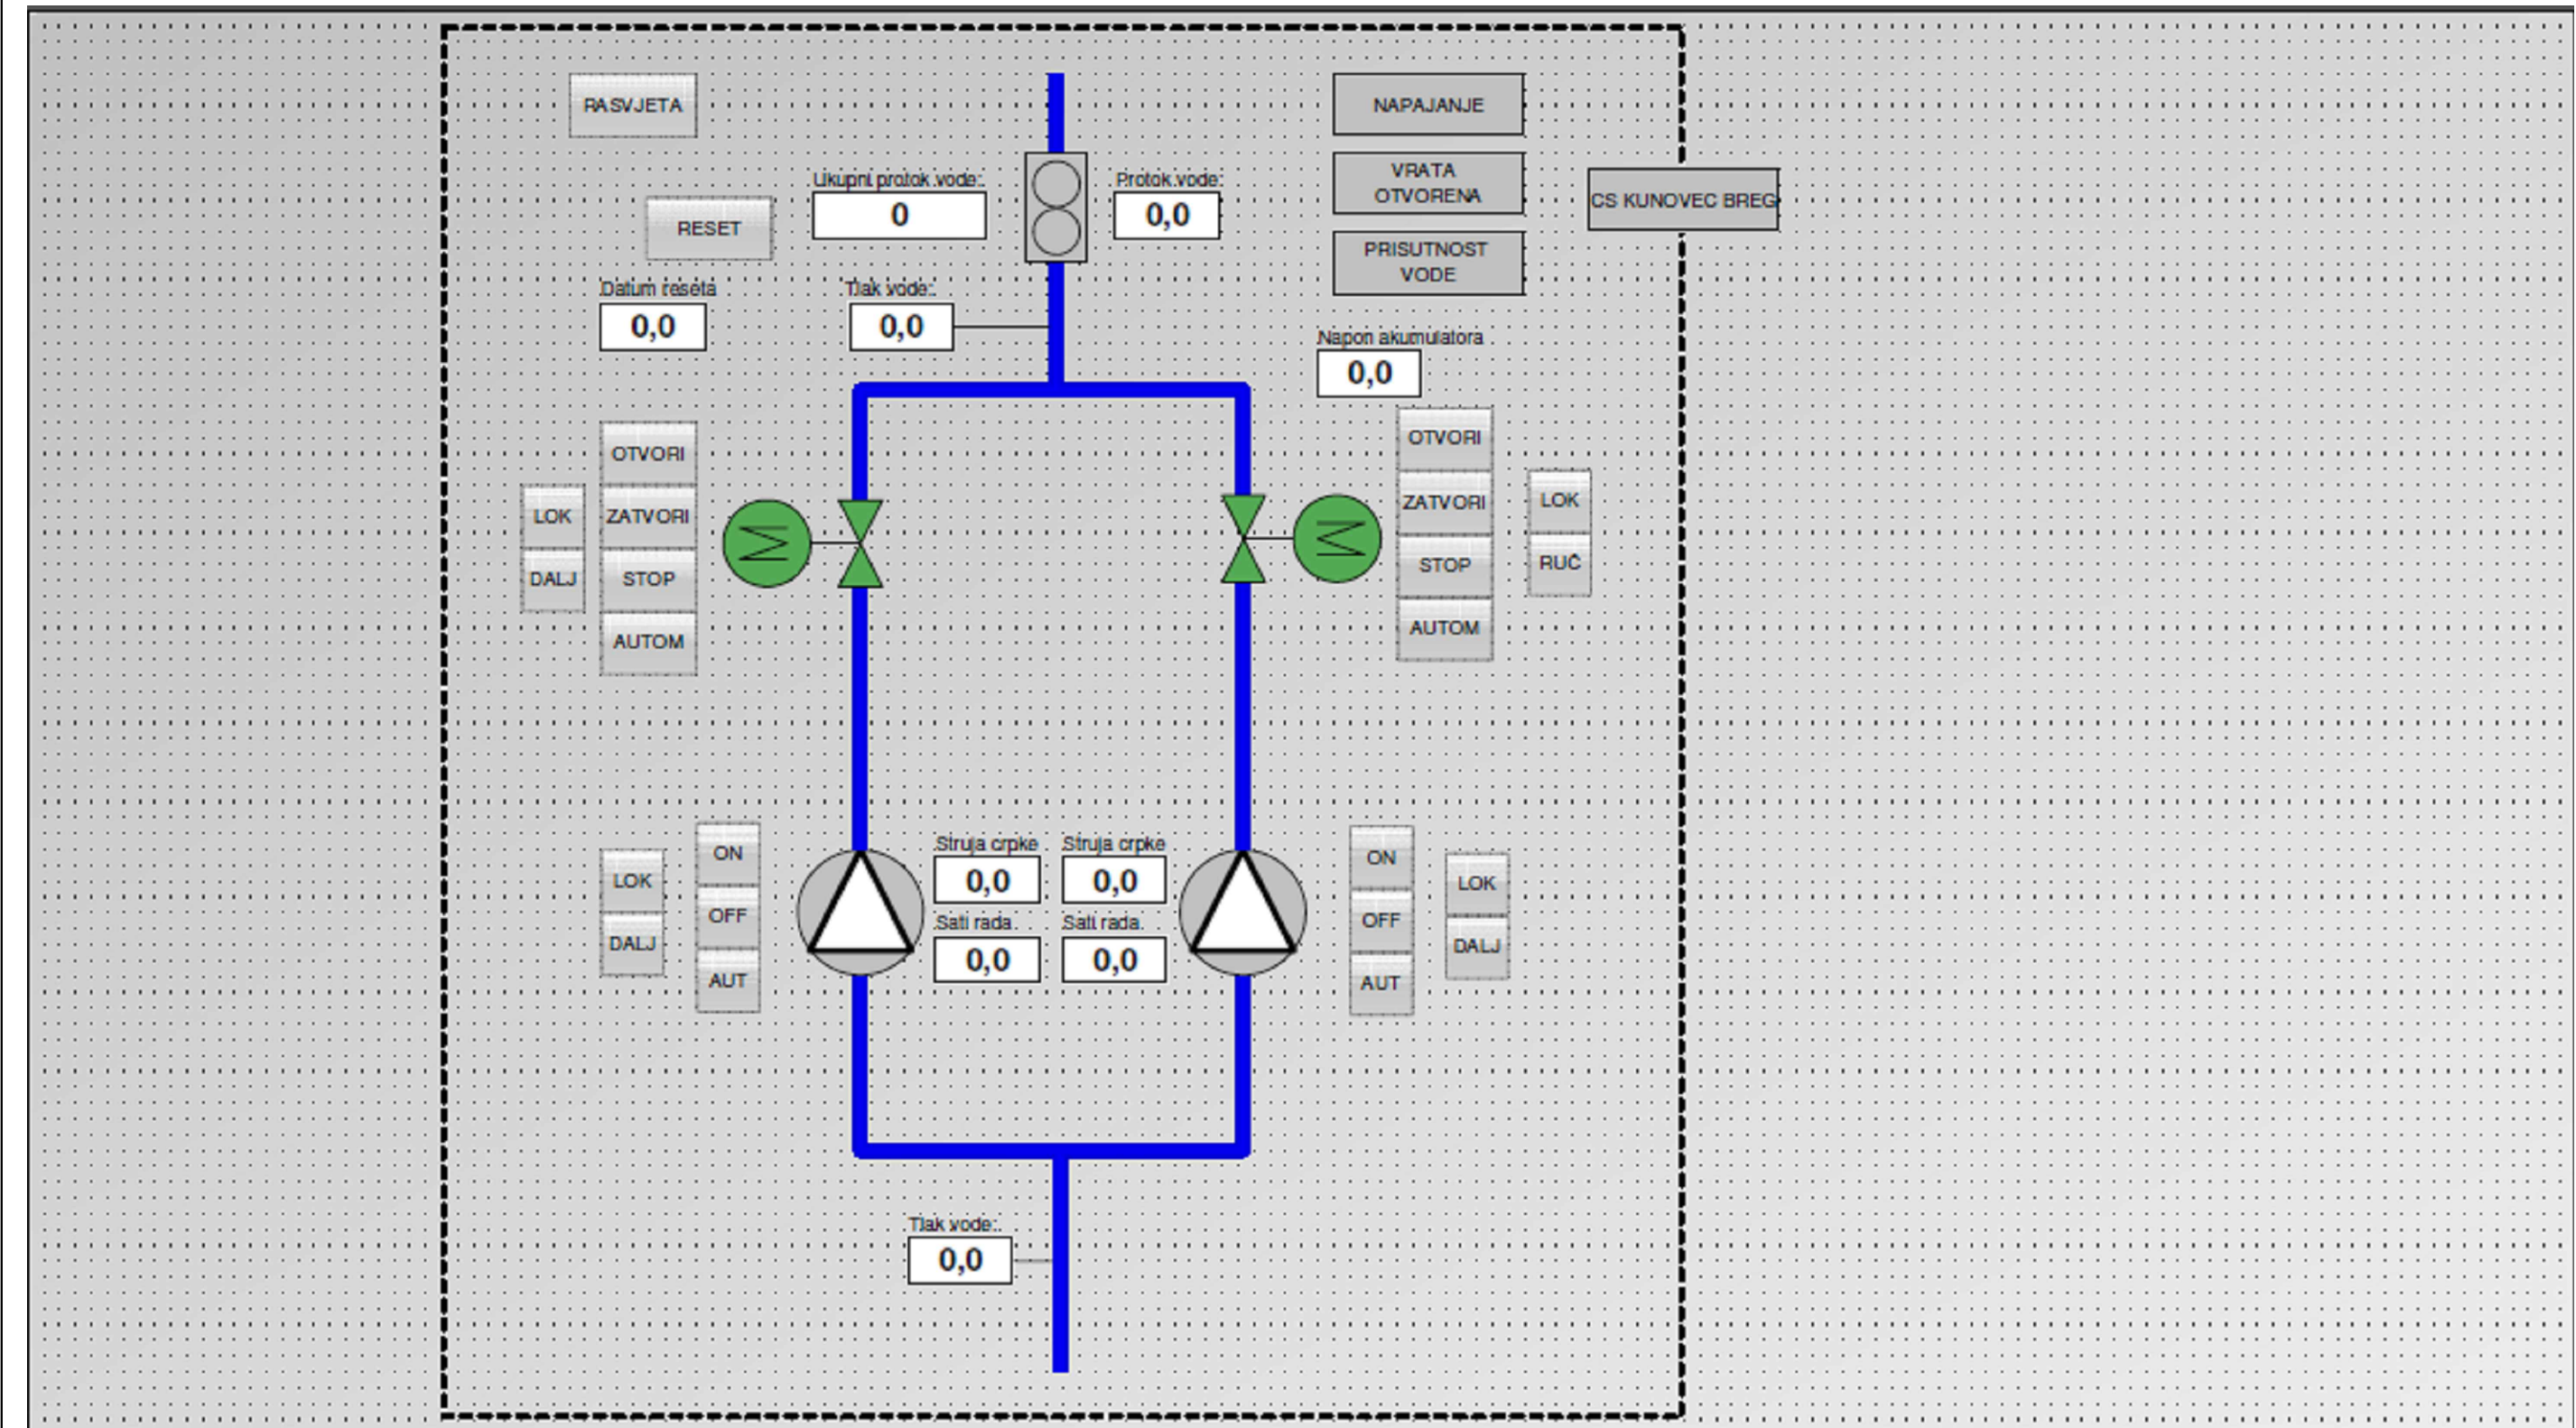 RASVJETA
NAPAJANJE
Ukupni protok vode:
Protok vode:
VRATA
OTVORENA
CS KUNOVEC BREG
RESET
0
0,0
PRISUTNOST
VODE
Datum reseta
Tlak vode:
0,0
0,0
Napon akumulatora
0,0
OTVORI
ZATVORI
STOP
AUTOM
LOK
DALJ
M
M
OTVORI
ZATVORI
STOP
AUTOM
LOK
RUČ
LOK
DALJ
ON
OFF
AUT
Struja crpke
0,0
Sati rada
0,0
Struja crpke
0,0
Sati rada
0,0
ON
OFF
AUT
LOK
DALJ
Tlak vode:
0,0